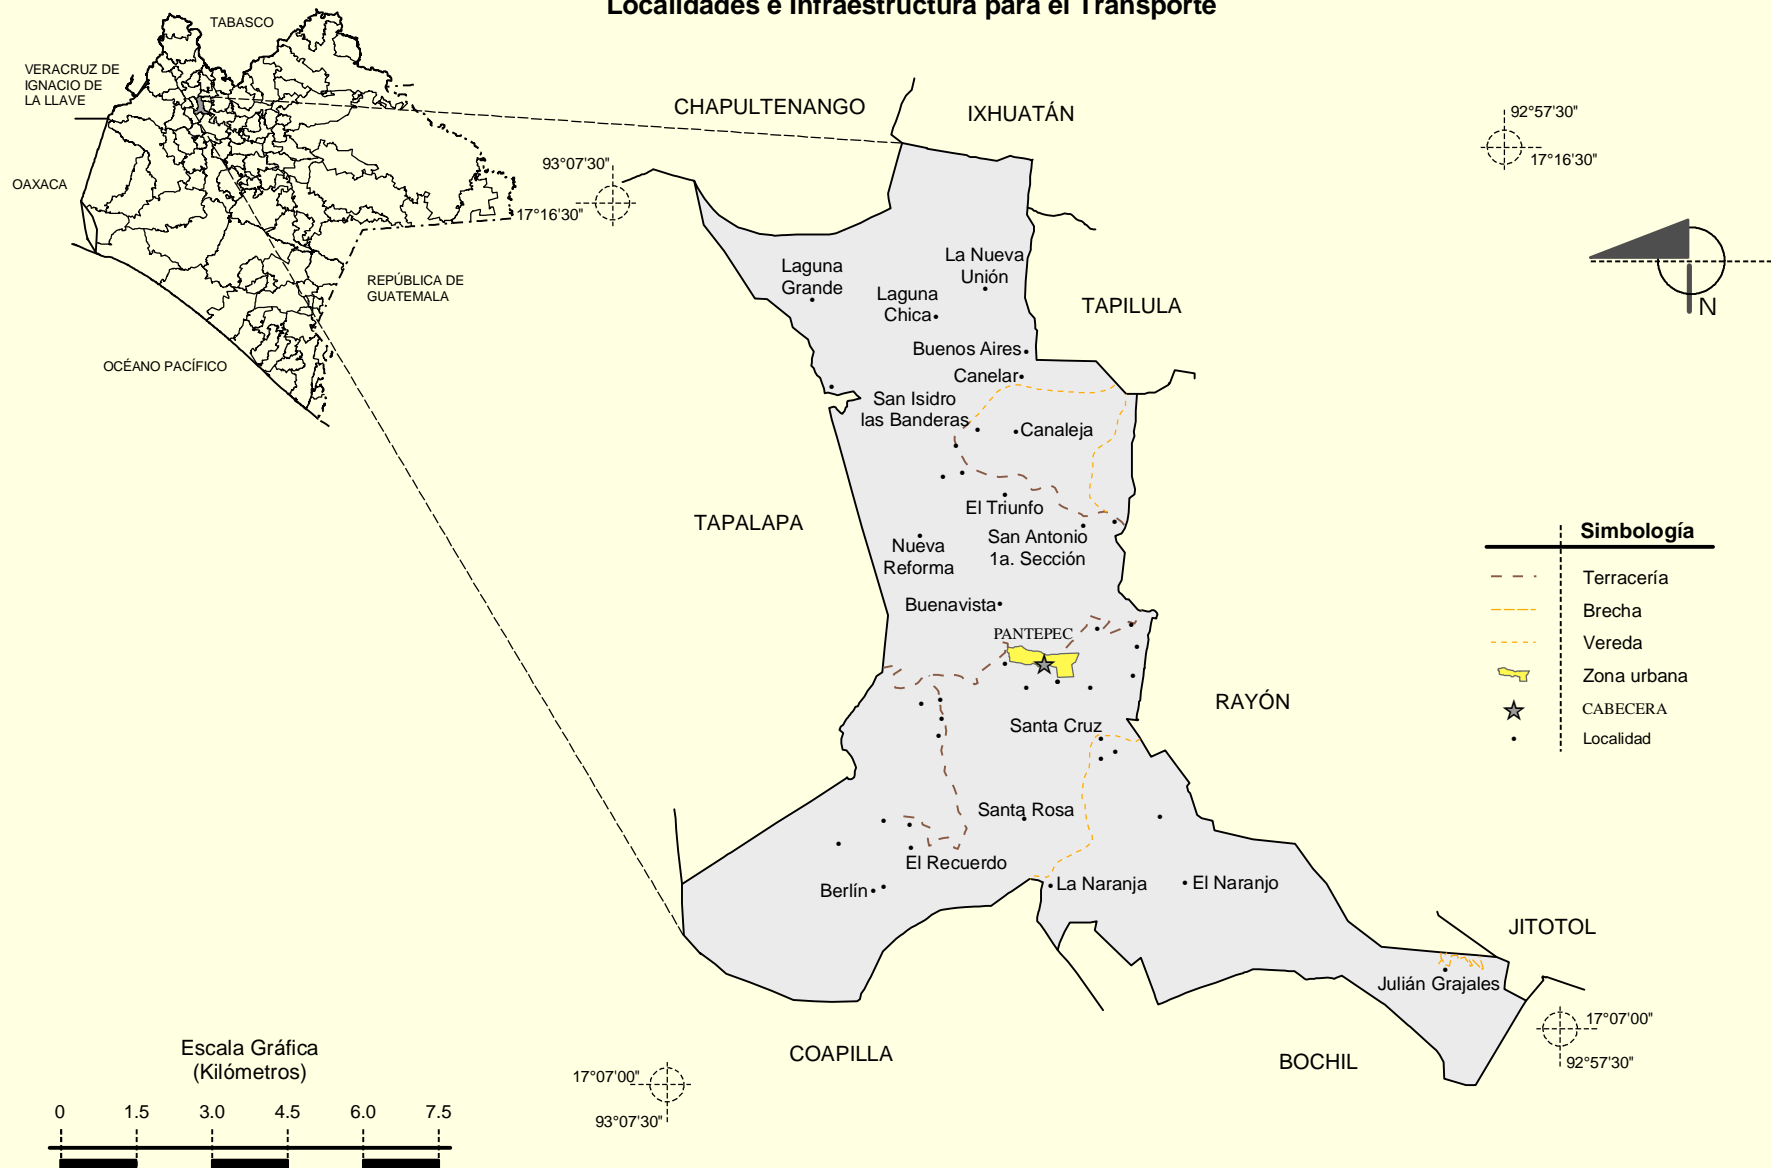 Localidades e Infraestructura para el Transporte
TABASCO
VERACRUZ DE
IGNACIO DE
LA LLAVE
OAXACA
REPÚBLICA DE
GUATEMALA
OCÉANO PACÍFICO
CHAPULTENANGO
IXHUATÁN
93°07'30"
17°16'30"
92°57'30"
17°16'30"
N
TAPILULA
TAPALAPA
RAYÓN
JITOTOL
BOCHIL
COAPILLA
Laguna
Grande
La Nueva
Unión
Laguna
Chica
Buenos Aires
Canelar
San Isidro
las Banderas
Canaleja
El Triunfo
San Antonio
1a. Sección
Nueva
Reforma
Buenavista
PANTEPEC
Santa Cruz
Santa Rosa
El Recuerdo
Berlín
La Naranja
El Naranjo
Julián Grajales
Simbología
Terracería
Brecha
Vereda
Zona urbana
CABECERA
Localidad
17°07'00"
92°57'30"
17°07'00"
93°07'30"
Escala Gráfica
(Kilómetros)
0 1.5 3.0 4.5 6.0 7.5